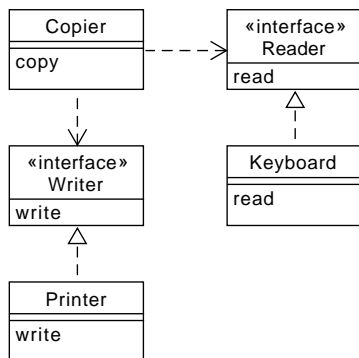 Copier
copy
«interface»
Reader
read
«interface»
Writer
write
Keyboard
read
Printer
write